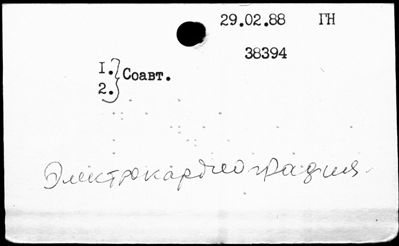 29.02.88 ГН
38394
1. } Соавт.
2.
Электрокардиография